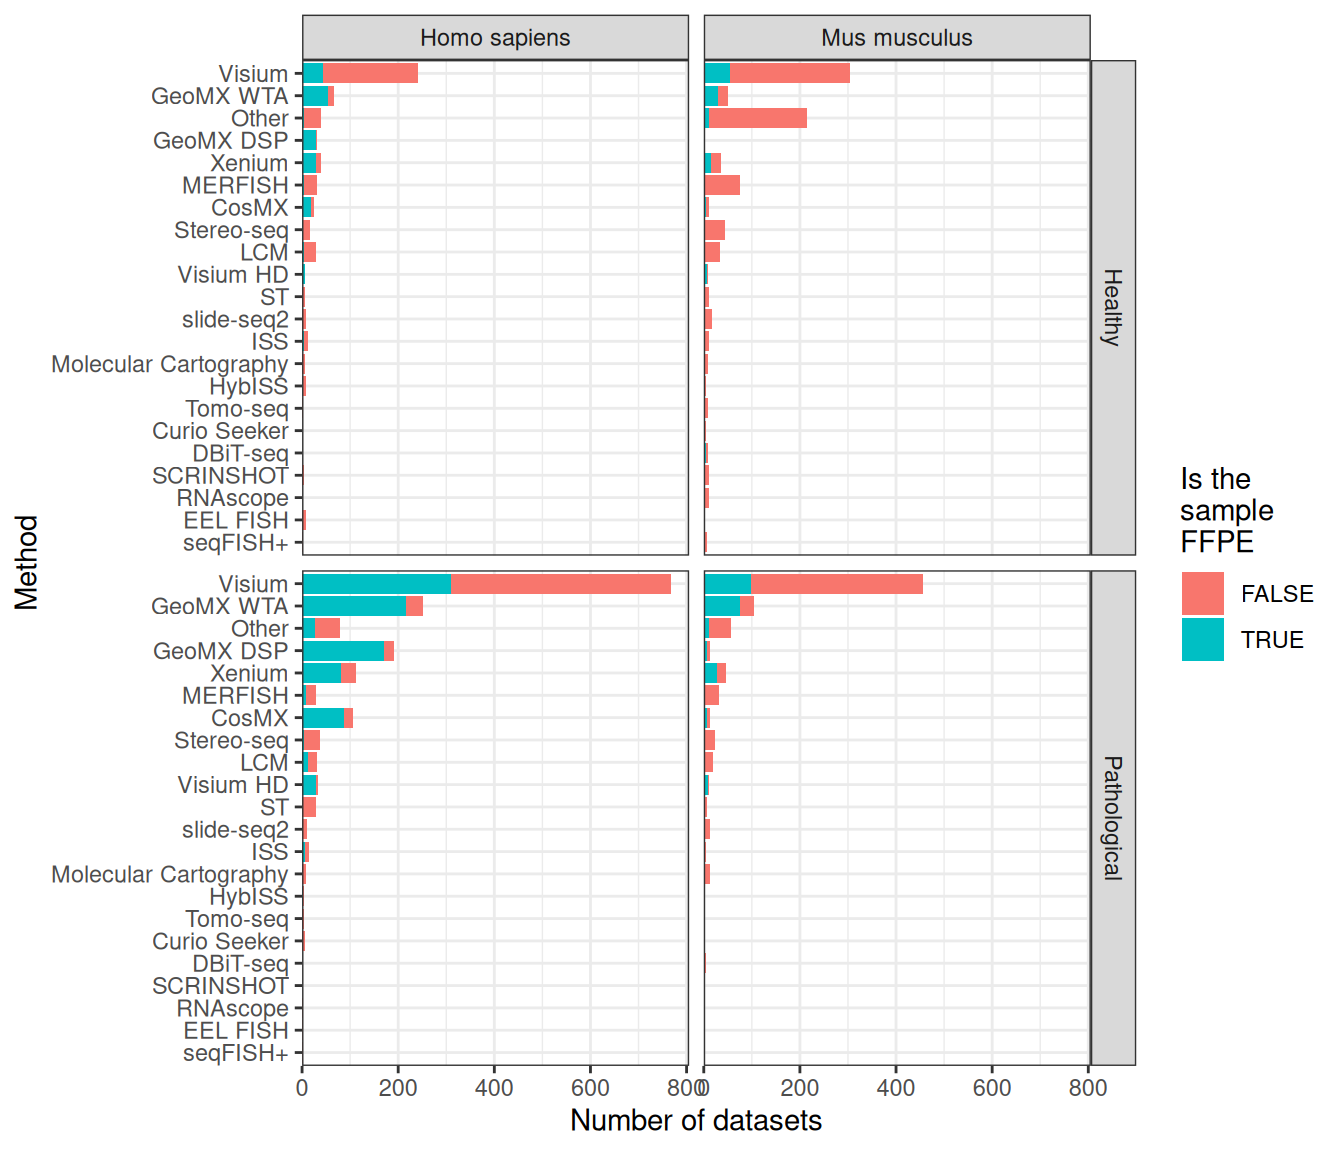 Homo sapiens
Mus musculus
Visium
GeoMX WTA
Other
GeoMX DSP
Xenium
MERFISH
CosMX
Stereo-seq
LCM
Visium HD
ST
slide-seq2
ISS
Molecular Cartography
HybISS
Tomo-seq
Curio Seeker
DBiT-seq
SCRINSHOT
RNAscope
EEL FISH
seqFISH+
Healthy
Visium
GeoMX WTA
Other
GeoMX DSP
Xenium
MERFISH
CosMX
Stereo-seq
LCM
Visium HD
ST
slide-seq2
ISS
Molecular Cartography
HybISS
Tomo-seq
Curio Seeker
DBiT-seq
SCRINSHOT
RNAscope
EEL FISH
seqFISH+
Pathological
0 200 400 600 800
0 200 400 600 800
Number of datasets
Method
Is the
sample
FFPE
FALSE
TRUE